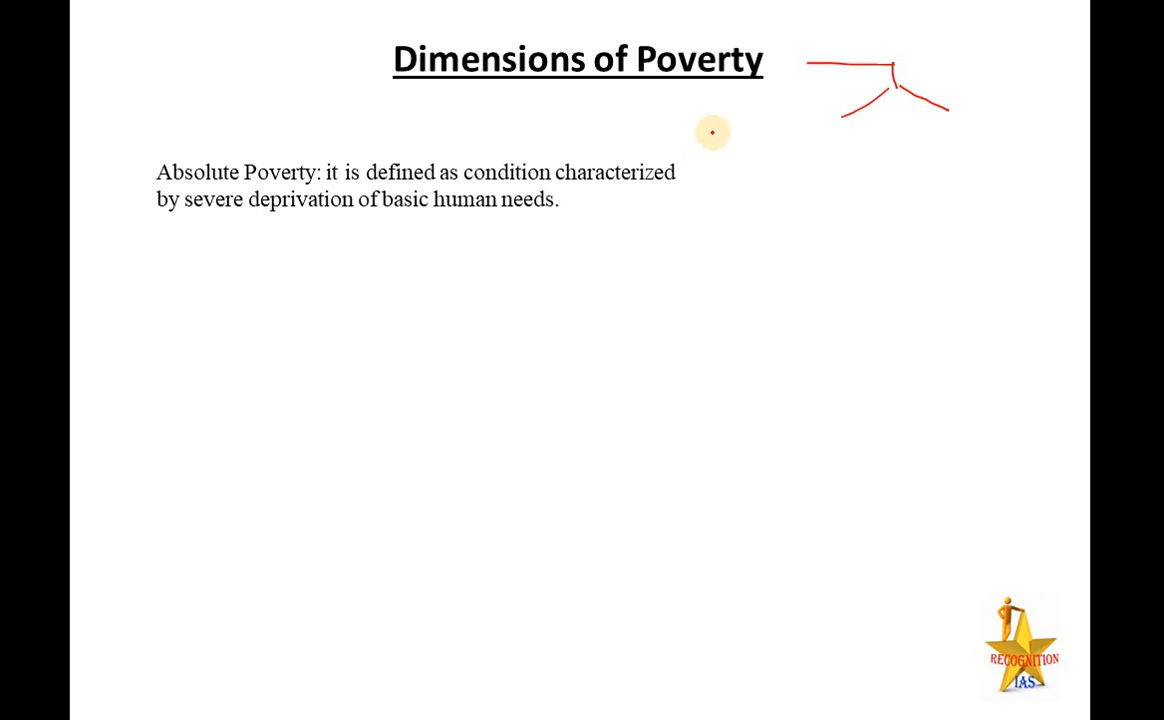 Dimensions of Poverty
Absolute Poverty: it is defined as condition characterized
by severe deprivation of basic human needs.
RECOGNITION
IAS